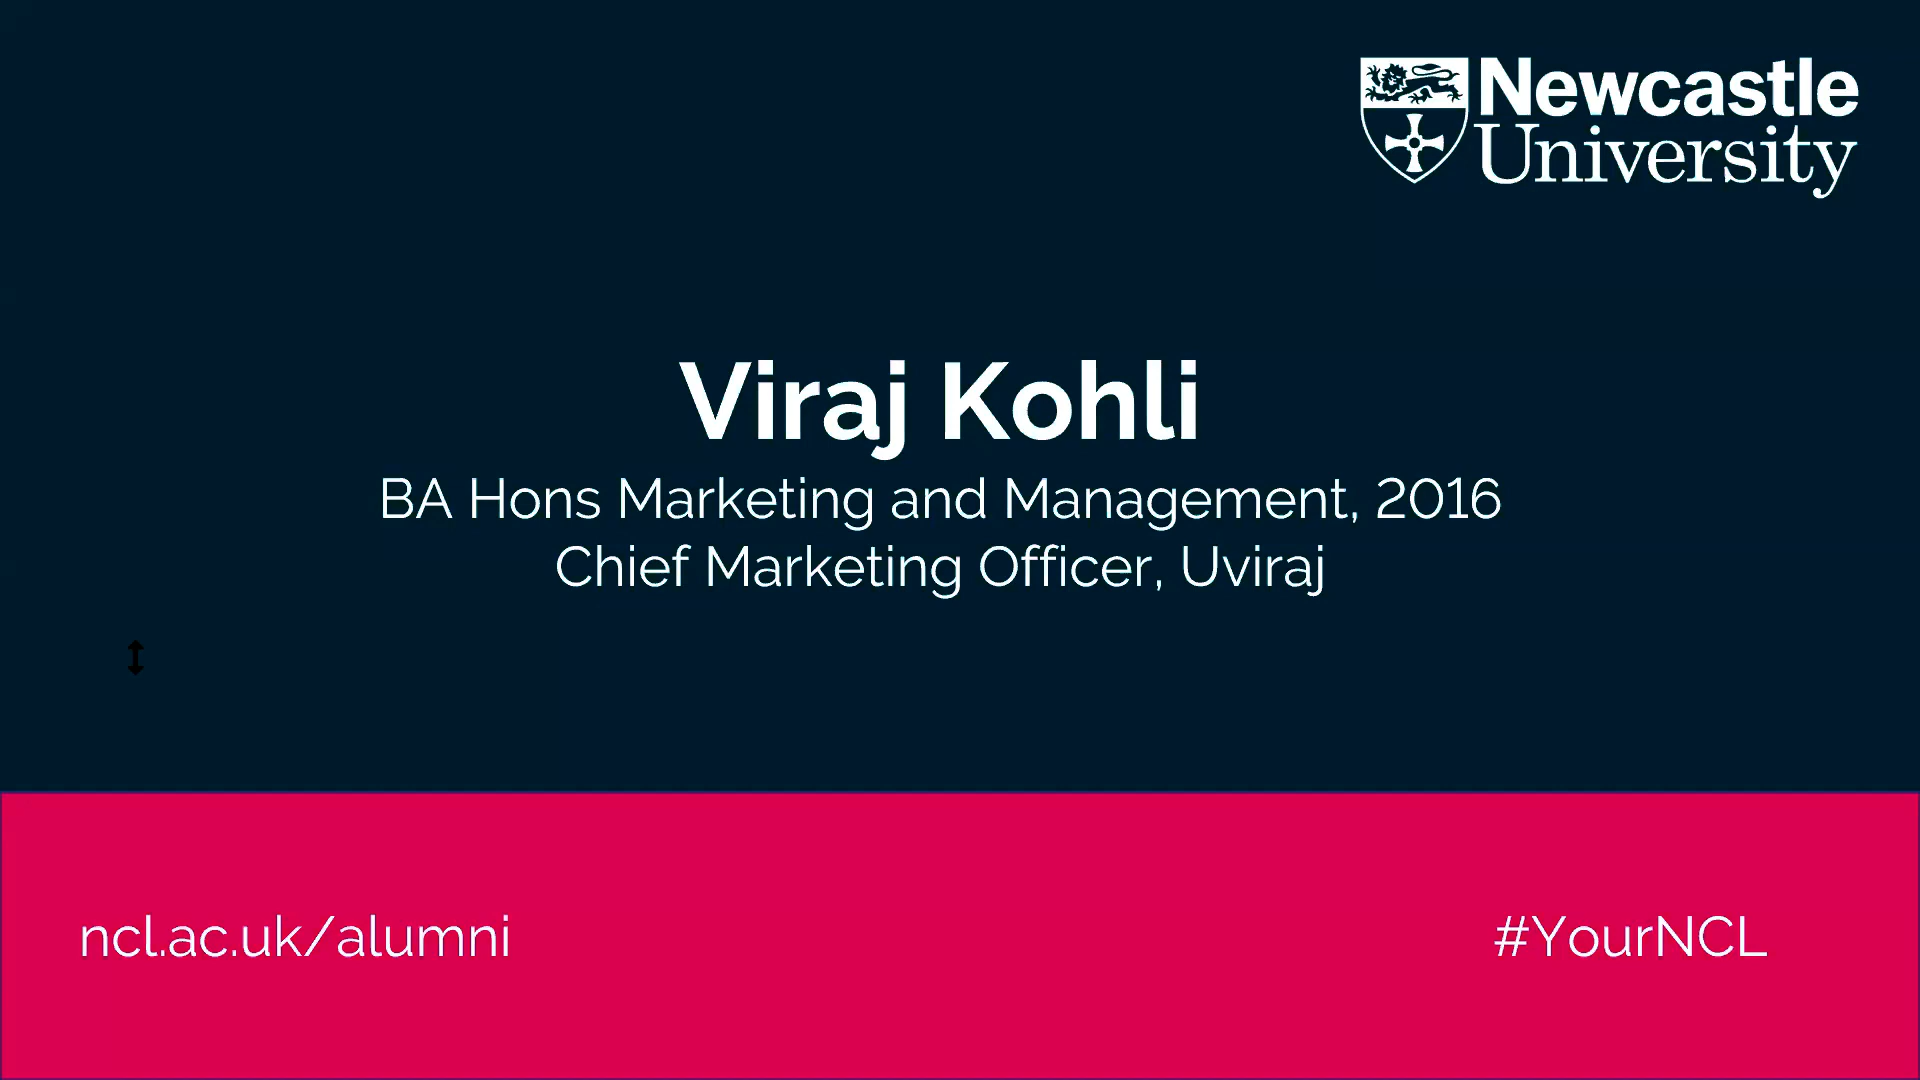 Newcastle
University
Viraj Kohli
BA Hons Marketing and Management, 2016
Chief Marketing Officer, Uviraj
ncl.ac.uk/alumni
#YourNCL